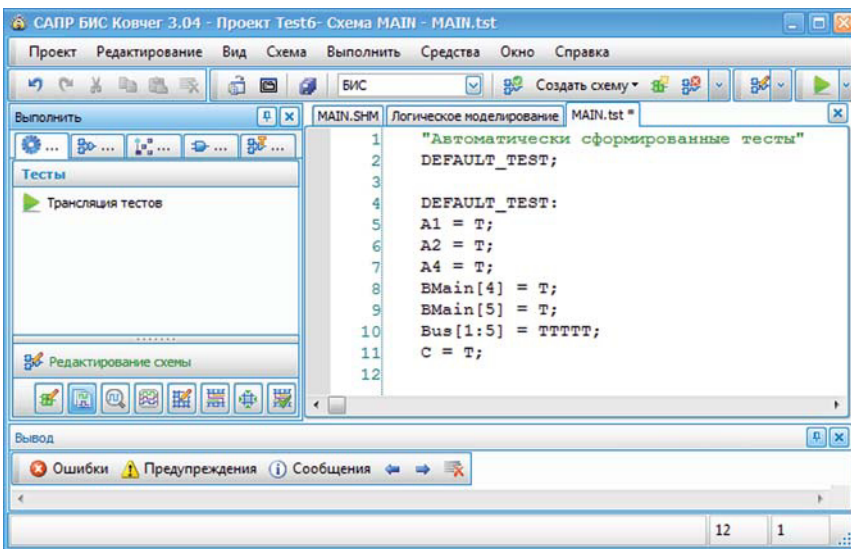 САПР БИС Ковчег 3.04 - Проект Test6- Схема MAIN - MAIN.tst
Проект Редактирование Вид Схема Выполнить Средства Окно Справка
БИС Создать схему
Выполнить
MAIN.SHM Логическое моделирование MAIN.tst *
Тесты
Трансляция тестов
1 "Автоматически сформированные тесты"
2 DEFAULT_TEST;
3
4 DEFAULT_TEST:
5 A1 = T;
6 A2 = T;
7 A4 = T;
8 BMain[4] = T;
9 BMain[5] = T;
10 Bus[1:5] = TTTTT;
11 C = T;
12
Редактирование схемы
Вывод
Ошибки Предупреждения Сообщения
12 1